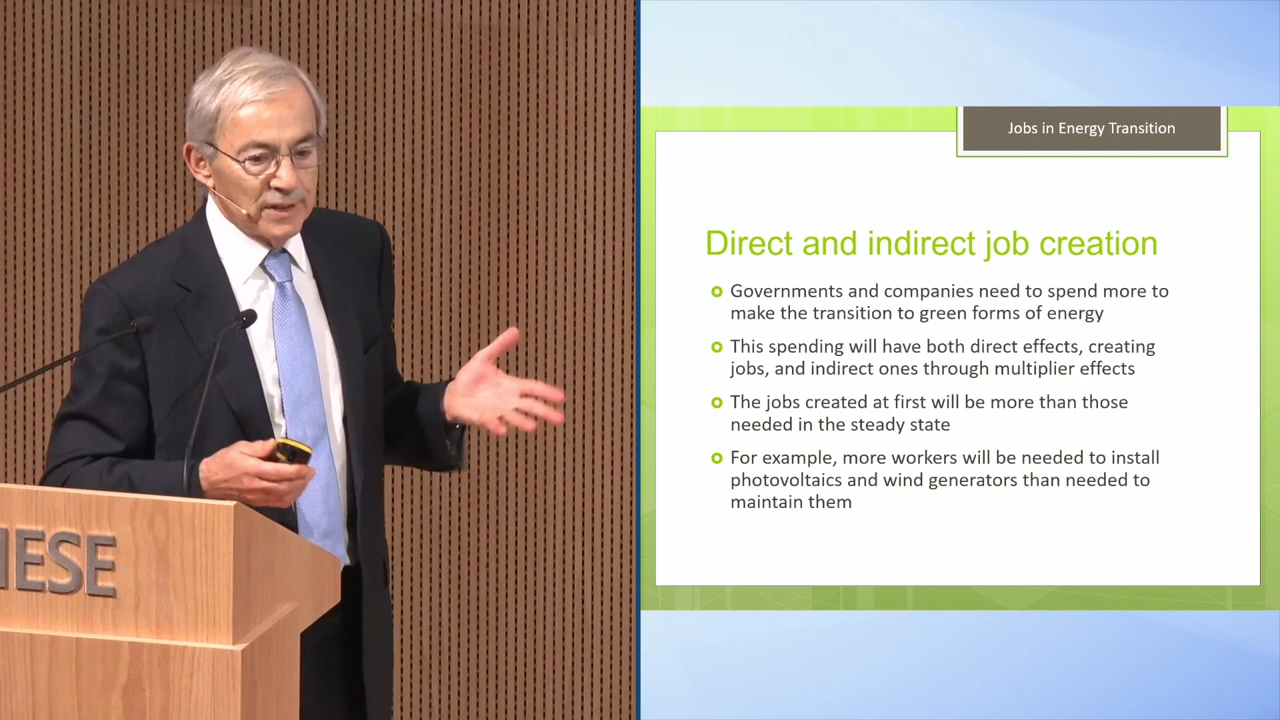 IESE
Jobs in Energy Transition
Direct and indirect job creation
Governments and companies need to spend more to
make the transition to green forms of energy
This spending will have both direct effects, creating
jobs, and indirect ones through multiplier effects
The jobs created at first will be more than those
needed in the steady state
For example, more workers will be needed to install
photovoltaics and wind generators than needed to
maintain them